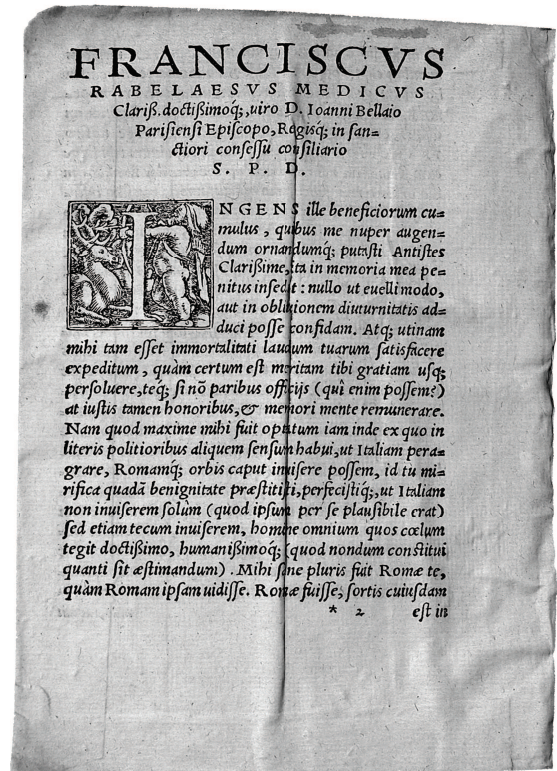 FRANCISCVS
RABELAESVS MEDICVS
Clariß. doctißimoq́;, uiro D. Ioanni Bellaio
Parisiensi Episcopo, Regisq́; in san=
ctiori consessu consiliario
S. P. D.
INGENS ille beneficiorum cu=
mulus, quibus me nuper augen=
dum ornandumq́; putasti Antistes
Clarißime, ita in memoria mea pe=
nitus insedit: nullo ut euelli modo,
aut in obliuionem diuturnitatis ad=
duci posse confidam. Atq; utinam
mihi tam esset immortalitati laudum tuarum satisfacere
expeditum, quàm certum est meritam tibi gratiam usq;
persoluere, teq́; si nō paribus officijs (quî enim possem?)
at iustis tamen honoribus, & memori mente remunerare.
Nam quod maxime mihi fuit optatum iam inde ex quo in
literis politioribus aliquem sensum habui, ut Italiam pera=
grare, Romamq́; orbis caput inuisere possem, id tu mi=
rifica quadā benignitate præstitisti, perfecistiq́;, ut Italiam
non inuiserem solùm (quod ipsum per se plausibile erat)
sed etiam tecum inuiserem, homine omnium quos cœlum
tegit doctißimo, humanißimoq́; (quod nondum constitui
quanti sit æstimandum). Mihi sane pluris fuit Romæ te,
quàm Romam ipsam uidisse. Romæ fuisse, sortis cuiusdam
* 2 est in